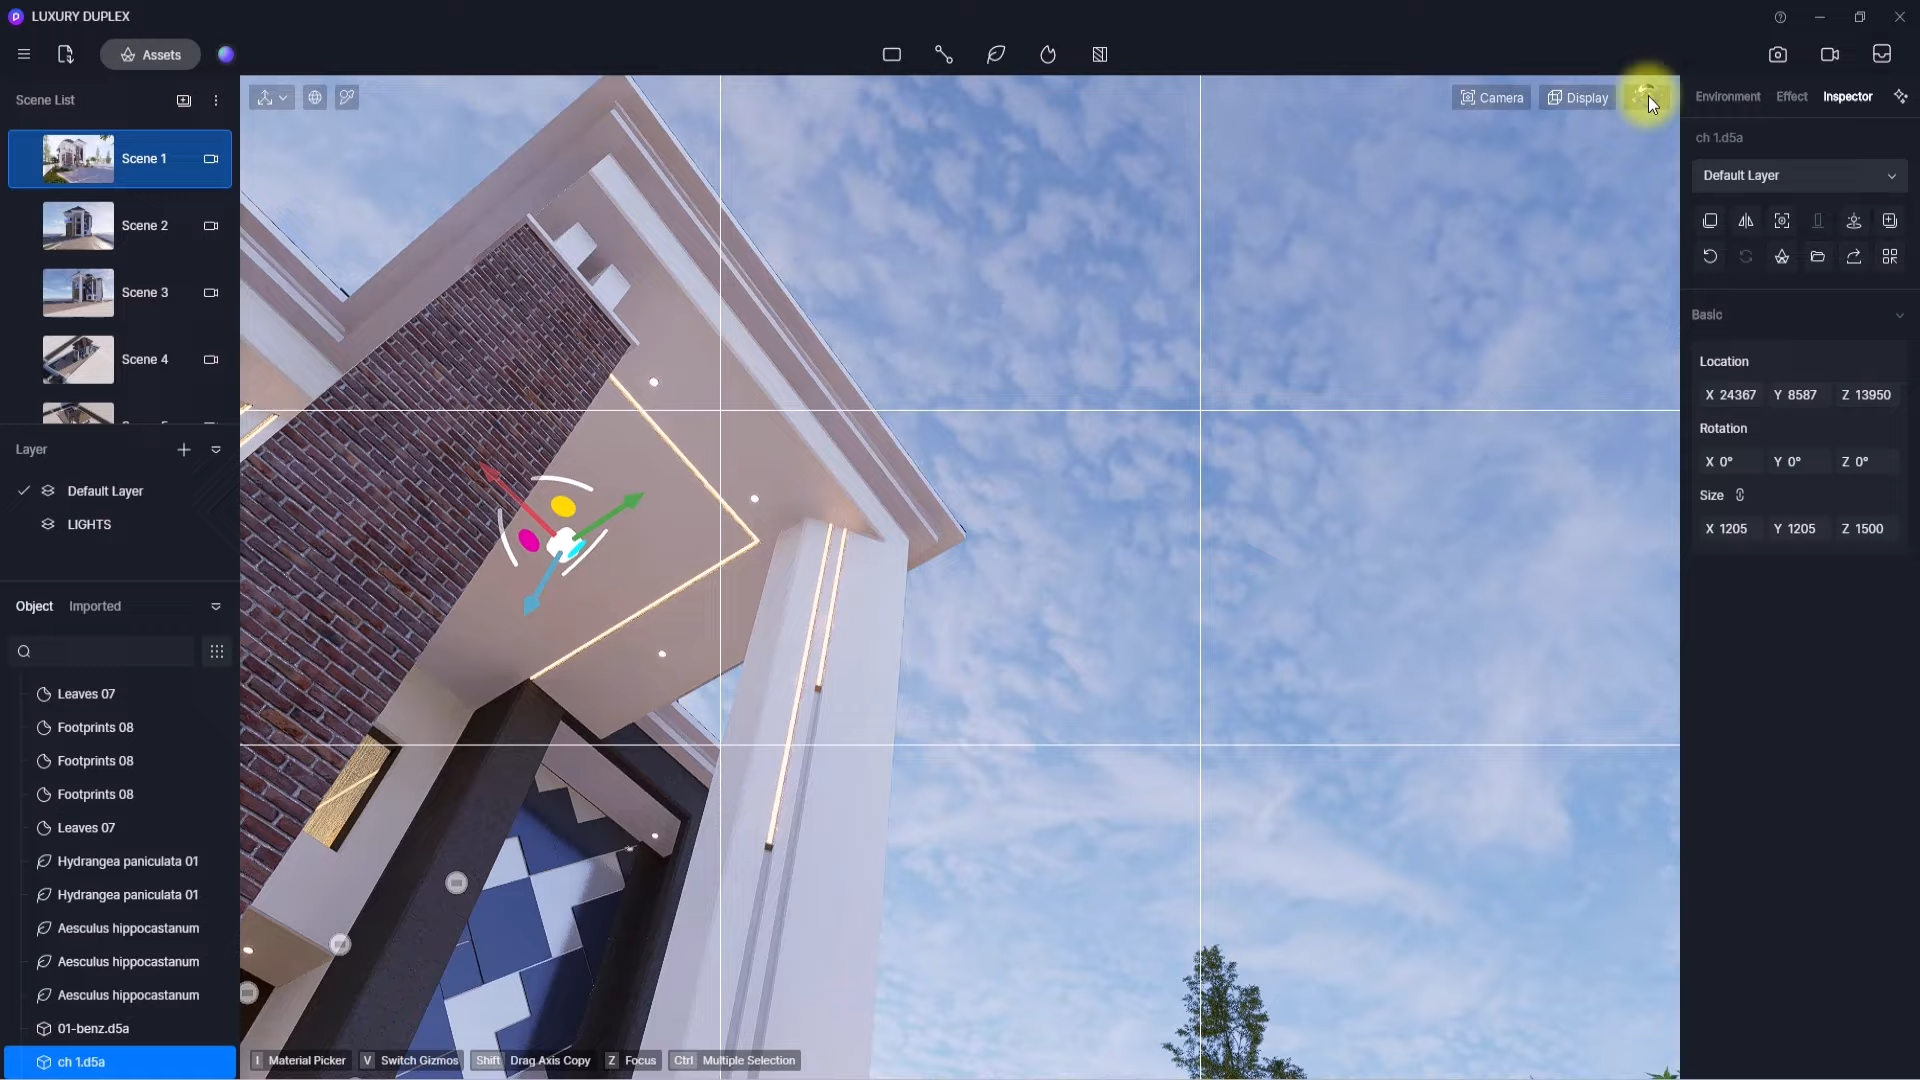 LUXURY DUPLEX
Assets
Scene List
Scene 1
Scene 2
Scene 3
Scene 4
Layer
Default Layer
LIGHTS
Object Imported
Leaves 07
Footprints 08
Footprints 08
Footprints 08
Leaves 07
Hydrangea paniculata 01
Hydrangea paniculata 01
Aesculus hippocastanum
Aesculus hippocastanum
Aesculus hippocastanum
01-benz.d5a
ch 1.d5a
Camera Display
I Material Picker V Switch Gizmos Shift Drag Axis Copy Z Focus Ctrl Multiple Selection
Environment Effect Inspector
ch 1.d5a
Default Layer
Basic
Location
X 24367 Y 8587 Z 13950
Rotation
X 0° Y 0° Z 0°
Size
X 1205 Y 1205 Z 1500